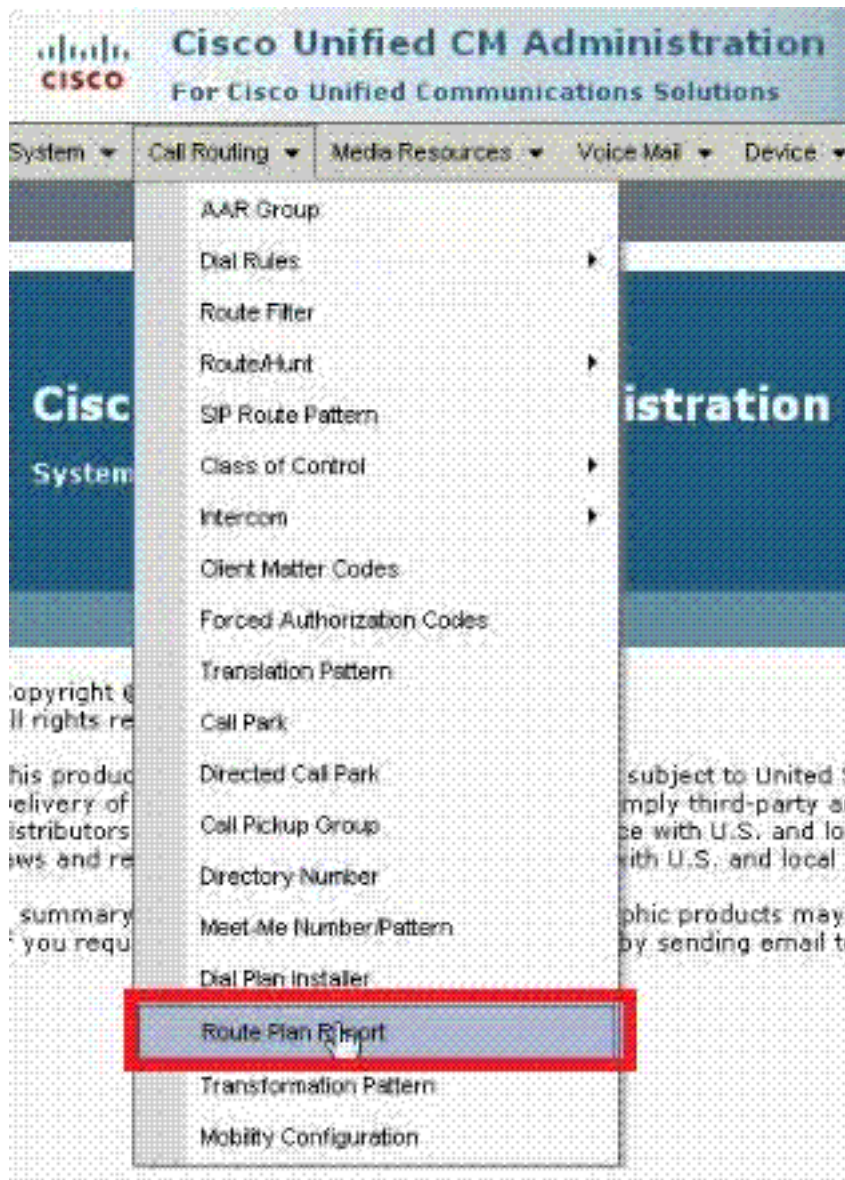 CISCO
Cisco Unified CM Administration
For Cisco Unified Communications Solutions
System Call Routing Media Resources Voice Mail Device
AAR Group
Dial Rules
Route Filter
Route/Hunt
SIP Route Pattern
Class of Control
Intercom
Client Matter Codes
Forced Authorization Codes
Translation Pattern
Call Park
Directed Call Park
Call Pickup Group
Directory Number
Meet-Me Number/Pattern
Dial Plan Installer
Route Plan Report
Transformation Pattern
Mobility Configuration
Cisc istration
System
opyright
ll rights re
his produc subject to United
elivery of mply third-party a
istributors ce with U.S. and lo
aws and re ith U.S. and local
summary phic products may
you requ by sending email t